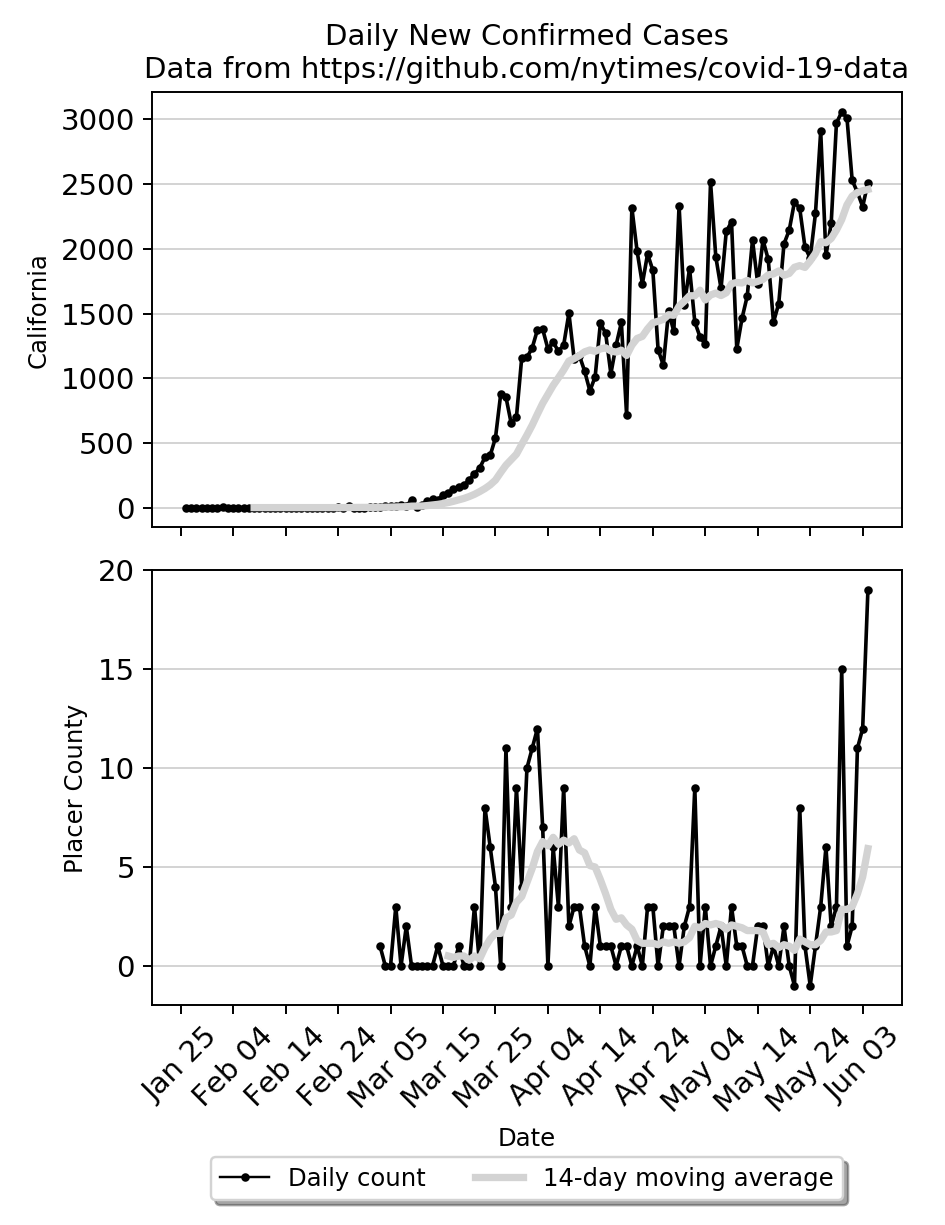 Daily New Confirmed Cases
Data from https://github.com/nytimes/covid-19-data
3000
2500
2000
1500
1000
500
0
California
20
15
10
5
0
Placer County
Jan 25
Feb 04
Feb 14
Feb 24
Mar 05
Mar 15
Mar 25
Apr 04
Apr 14
Apr 24
May 04
May 14
May 24
Jun 03
Date
Daily count
14-day moving average